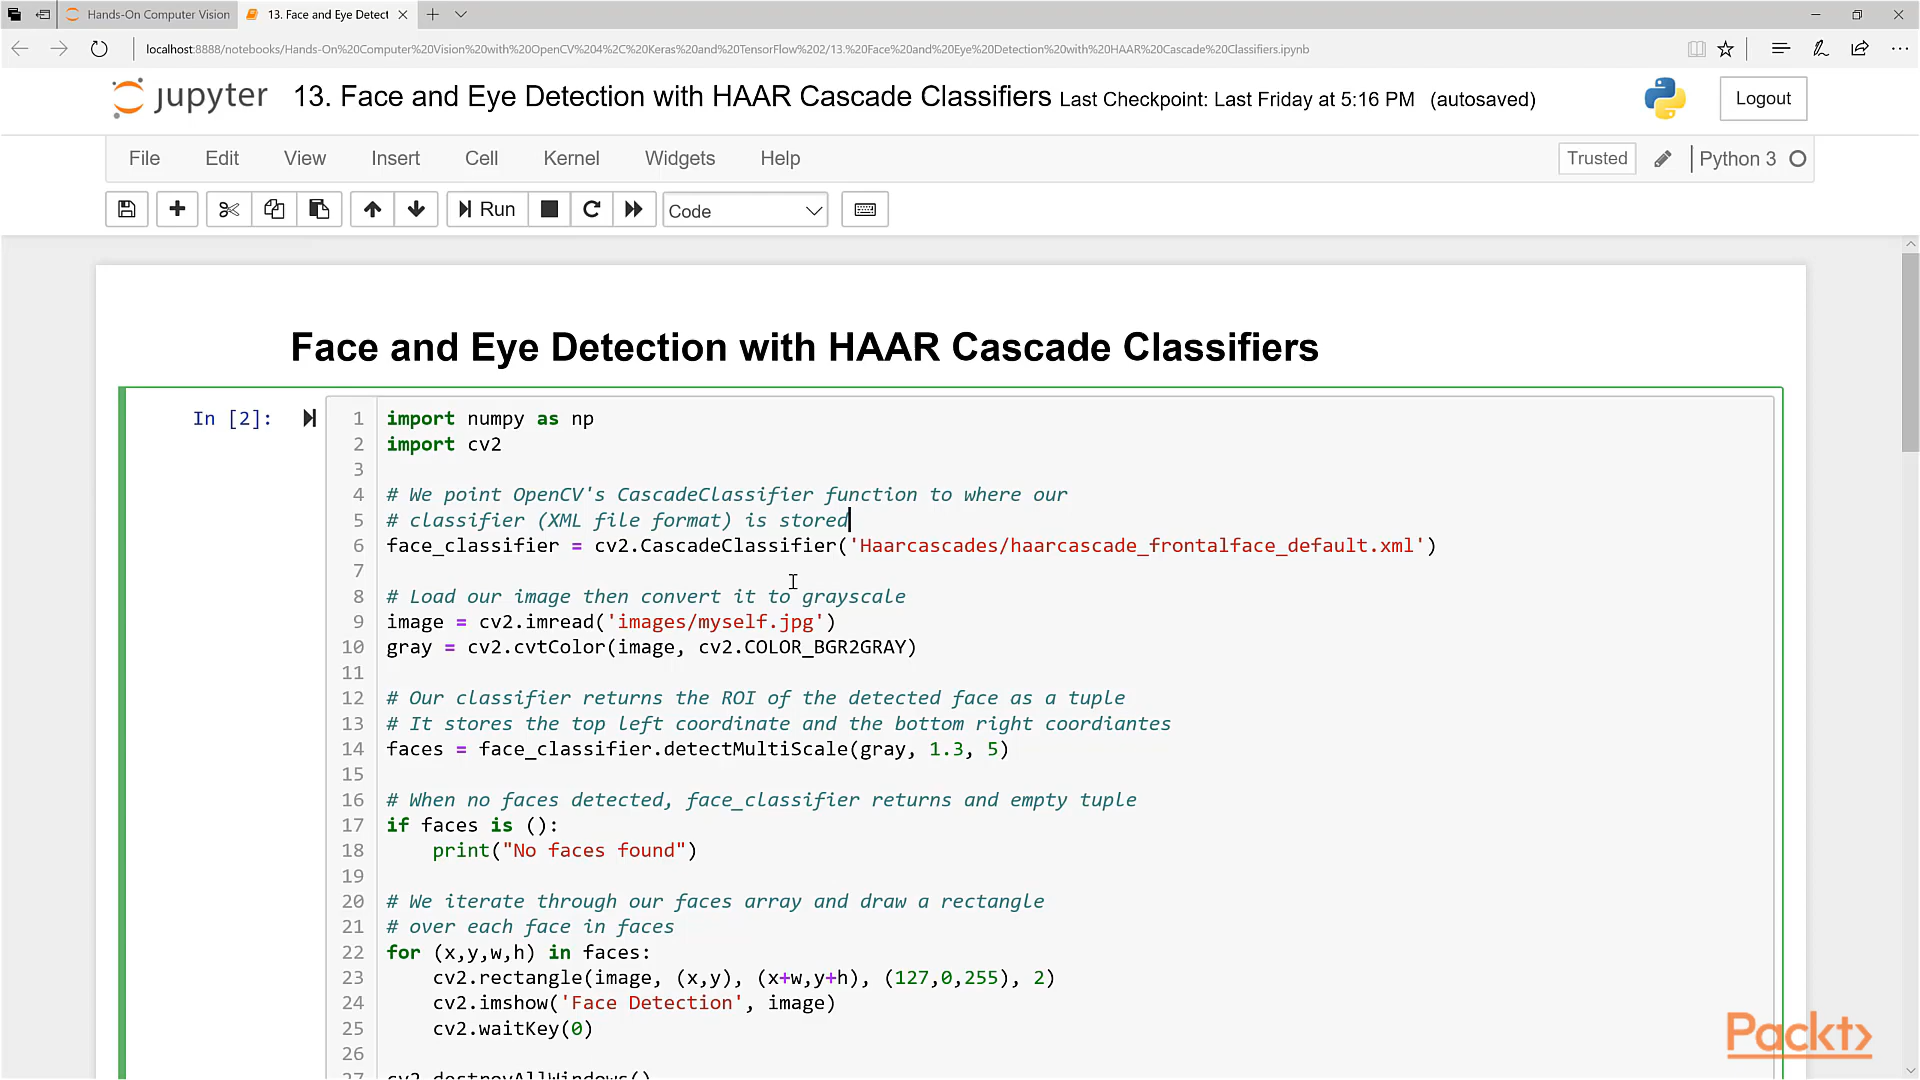 Hands-On Computer Vision
13. Face and Eye Detect
localhost:8888/notebooks/Hands-On%20Computer%20Vision%20with%20OpenCV%204%2C%20Keras%20and%20TensorFlow%202/13.%20Face%20and%20Eye%20Detection%20with%20HAAR%20Cascade%20Classifiers.ipynb
jupyter 13. Face and Eye Detection with HAAR Cascade Classifiers Last Checkpoint: Last Friday at 5:16 PM (autosaved) Logout
File Edit View Insert Cell Kernel Widgets Help Trusted Python 3
Run Code
Face and Eye Detection with HAAR Cascade Classifiers
In [2]:
1 import numpy as np
2 import cv2
3
4 # We point OpenCV's CascadeClassifier function to where our
5 # classifier (XML file format) is stored
6 face_classifier = cv2.CascadeClassifier('Haarcascades/haarcascade_frontalface_default.xml')
7
8 # Load our image then convert it to grayscale
9 image = cv2.imread('images/myself.jpg')
10 gray = cv2.cvtColor(image, cv2.COLOR_BGR2GRAY)
11
12 # Our classifier returns the ROI of the detected face as a tuple
13 # It stores the top left coordinate and the bottom right coordiantes
14 faces = face_classifier.detectMultiScale(gray, 1.3, 5)
15
16 # When no faces detected, face_classifier returns and empty tuple
17 if faces is ():
18 print("No faces found")
19
20 # We iterate through our faces array and draw a rectangle
21 # over each face in faces
22 for (x,y,w,h) in faces:
23 cv2.rectangle(image, (x,y), (x+w,y+h), (127,0,255), 2)
24 cv2.imshow('Face Detection', image)
25 cv2.waitKey(0)
26
27 cv2.destroyAllWindows()
Packt>